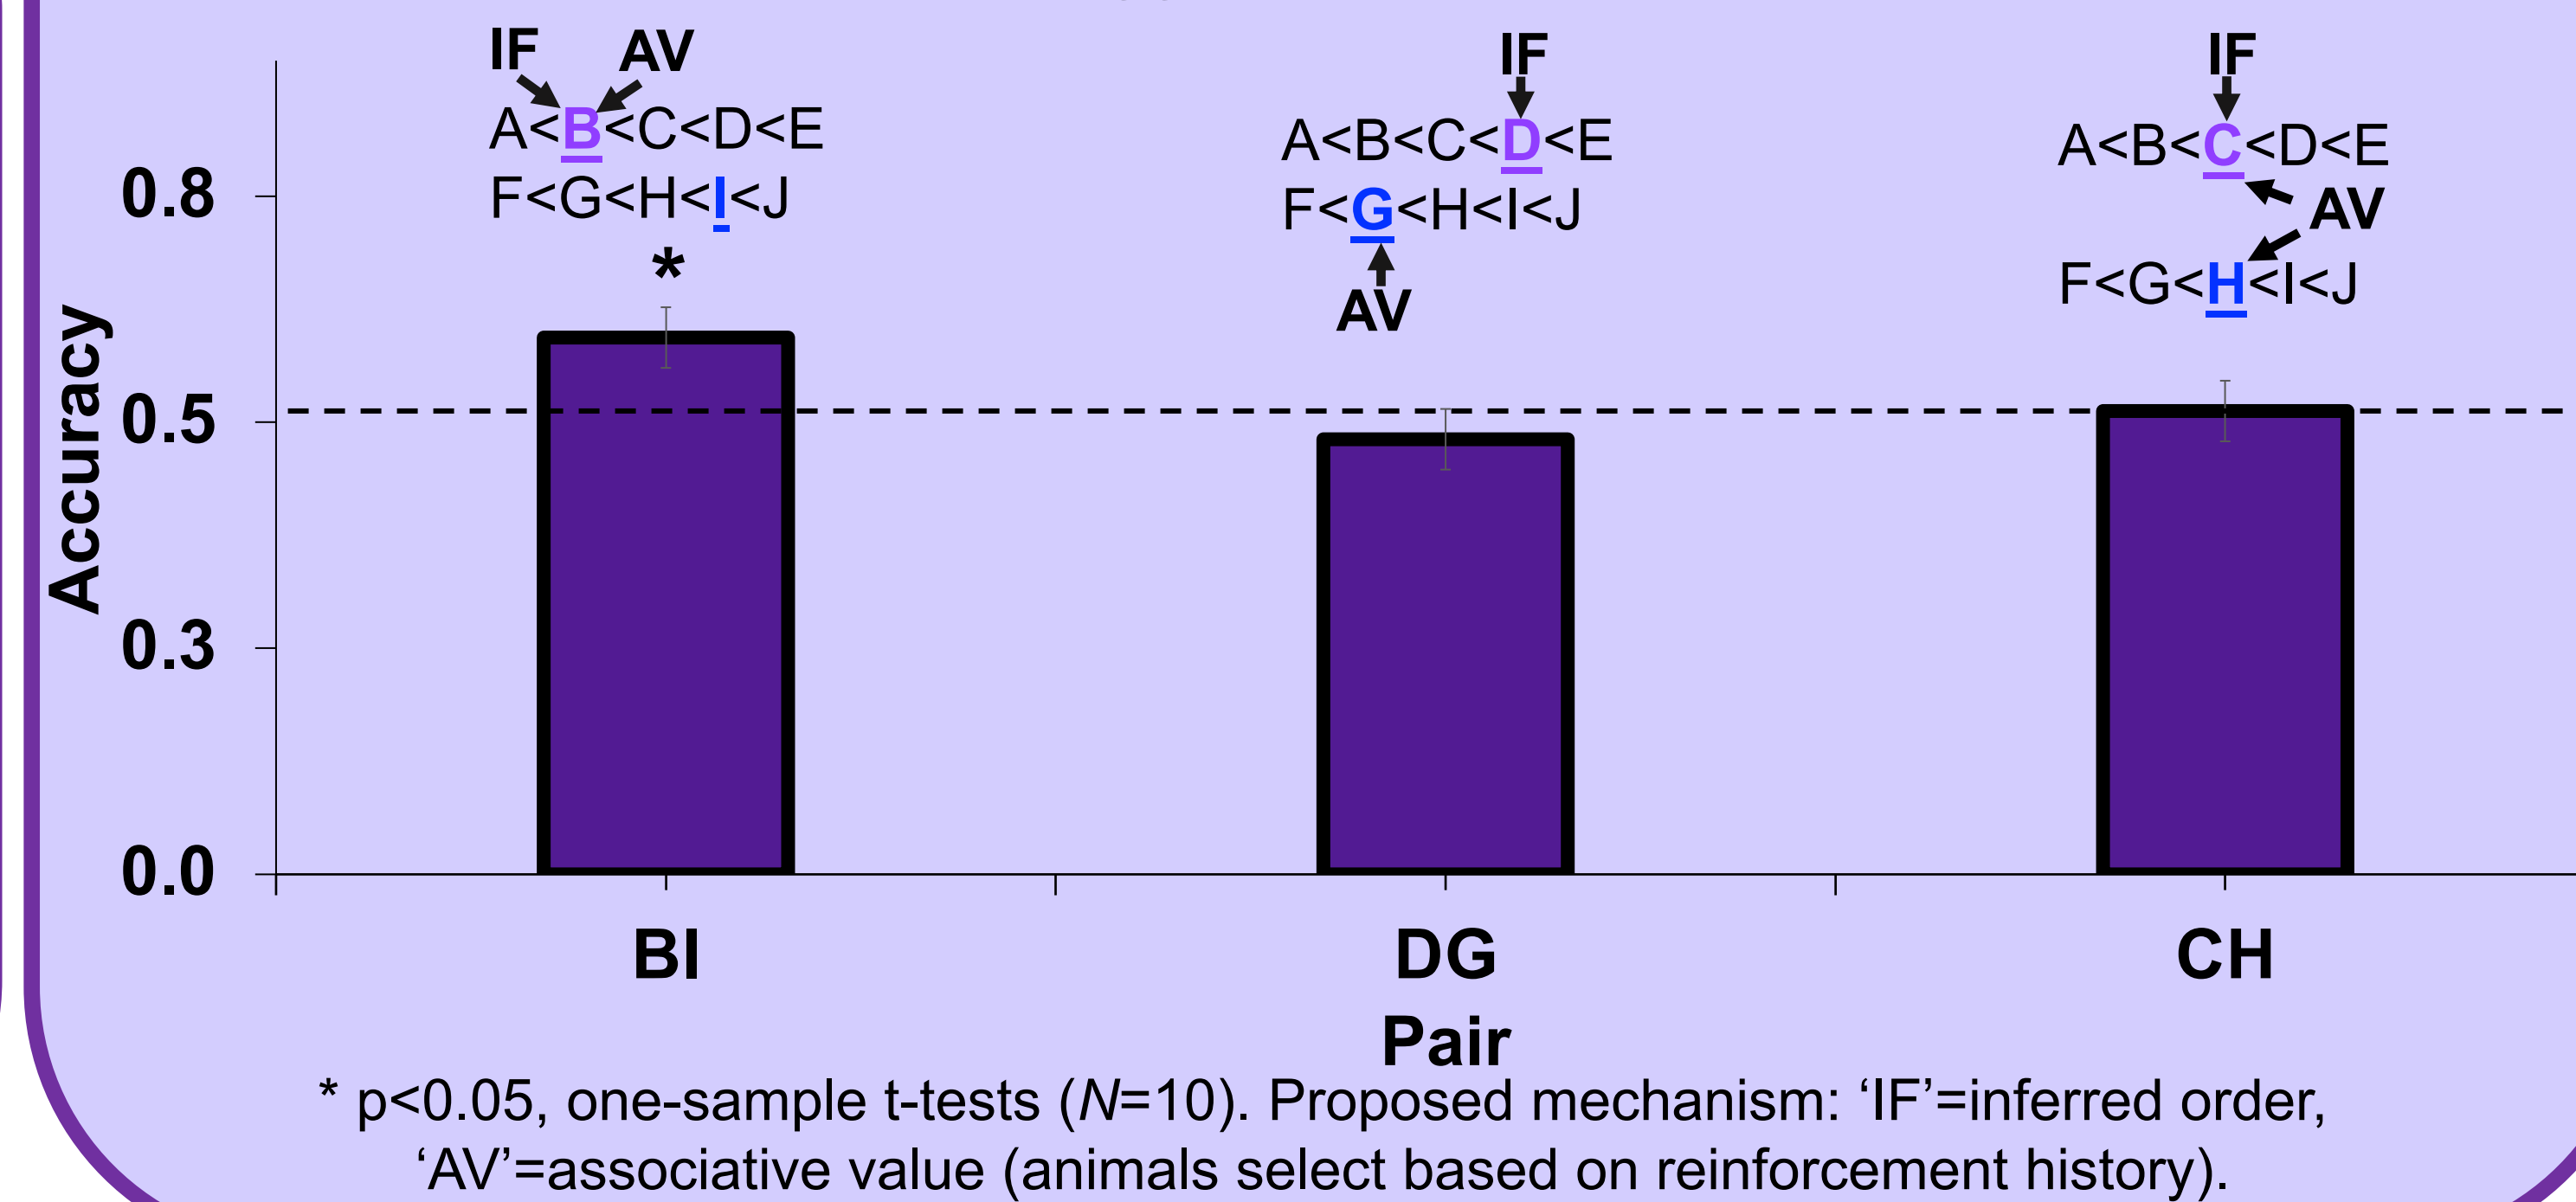 IF AV
A<B<C<D<E
F<G<H<I<J
*
IF
A<B<C<D<E
F<G<H<I<J
AV
IF
A<B<C<D<E
AV
F<G<H<I<J
Accuracy
0.8
0.5
0.3
0.0
BI DG CH
Pair
* p<0.05, one-sample t-tests (N=10). Proposed mechanism: ‘IF’=inferred order,
‘AV’=associative value (animals select based on reinforcement history).